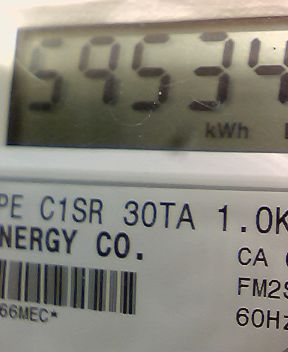 59534
kWh
PE C1SR 30TA 1.0K
NERGY CO.
CA
FM2S
66MEC*
60Hz